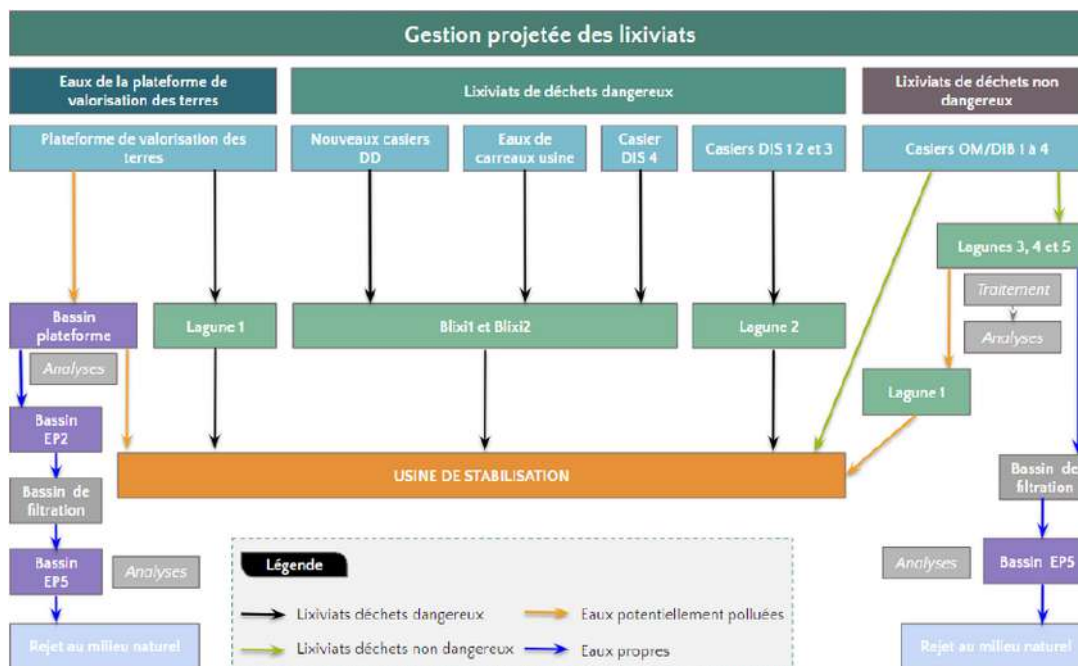 Gestion projetée des lixiviats
Eaux de la plateforme de
valorisation des terres
Lixiviats de déchets dangereux
Lixiviats de déchets non
dangereux
Plateforme de valorisation des
terres
Nouveaux casiers
DD
Eaux de
carreaux usine
Casier
DIS 4
Casiers DIS 1 2 et 3
Casiers OM/DIB 1 à 4
Lagunes 3, 4 et 5
Traitement
Analyses
Bassin
plateforme
Lagune 1
Blixi1 et Blixi2
Lagune 2
Analyses
Lagune 1
Bassin
EP2
USINE DE STABILISATION
Bassin de
filtration
Bassin de
filtration
Bassin
EP5
Analyses
Analyses
Bassin EP5
Rejet au milieu naturel
Rejet au milieu naturel
Légende
Lixiviats déchets dangereux
Eaux potentiellement polluées
Lixiviats déchets non dangereux
Eaux propres